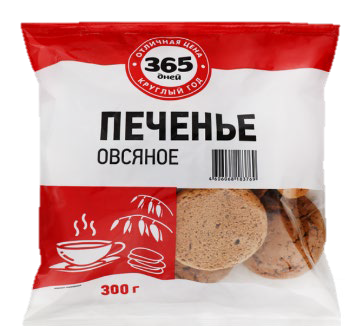 ОТЛИЧНАЯ ЦЕНА
365
дней
КРУГЛЫЙ ГОД
ПЕЧЕНЬЕ
ОВСЯНОЕ
300 г